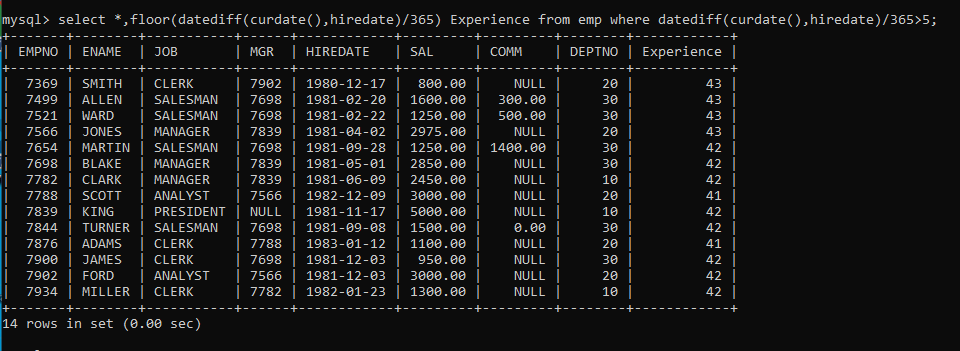 mysql> select *,floor(datediff(curdate(),hiredate)/365) Experience from emp where datediff(curdate(),hiredate)/365>5;
+-------+--------+-----------+------+------------+---------+---------+--------+------------+
| EMPNO | ENAME  | JOB       | MGR  | HIREDATE   | SAL     | COMM    | DEPTNO | Experience |
+-------+--------+-----------+------+------------+---------+---------+--------+------------+
|  7369 | SMITH  | CLERK     | 7902 | 1980-12-17 |  800.00 |    NULL |     20 |         43 |
|  7499 | ALLEN  | SALESMAN  | 7698 | 1981-02-20 | 1600.00 |  300.00 |     30 |         43 |
|  7521 | WARD   | SALESMAN  | 7698 | 1981-02-22 | 1250.00 |  500.00 |     30 |         43 |
|  7566 | JONES  | MANAGER   | 7839 | 1981-04-02 | 2975.00 |    NULL |     20 |         43 |
|  7654 | MARTIN | SALESMAN  | 7698 | 1981-09-28 | 1250.00 | 1400.00 |     30 |         42 |
|  7698 | BLAKE  | MANAGER   | 7839 | 1981-05-01 | 2850.00 |    NULL |     30 |         42 |
|  7782 | CLARK  | MANAGER   | 7839 | 1981-06-09 | 2450.00 |    NULL |     10 |         42 |
|  7788 | SCOTT  | ANALYST   | 7566 | 1982-12-09 | 3000.00 |    NULL |     20 |         41 |
|  7839 | KING   | PRESIDENT | NULL | 1981-11-17 | 5000.00 |    NULL |     10 |         42 |
|  7844 | TURNER | SALESMAN  | 7698 | 1981-09-08 | 1500.00 |    0.00 |     30 |         42 |
|  7876 | ADAMS  | CLERK     | 7788 | 1983-01-12 | 1100.00 |    NULL |     20 |         41 |
|  7900 | JAMES  | CLERK     | 7698 | 1981-12-03 |  950.00 |    NULL |     30 |         42 |
|  7902 | FORD   | ANALYST   | 7566 | 1981-12-03 | 3000.00 |    NULL |     20 |         42 |
|  7934 | MILLER | CLERK     | 7782 | 1982-01-23 | 1300.00 |    NULL |     10 |         42 |
+-------+--------+-----------+------+------------+---------+---------+--------+------------+
14 rows in set (0.00 sec)